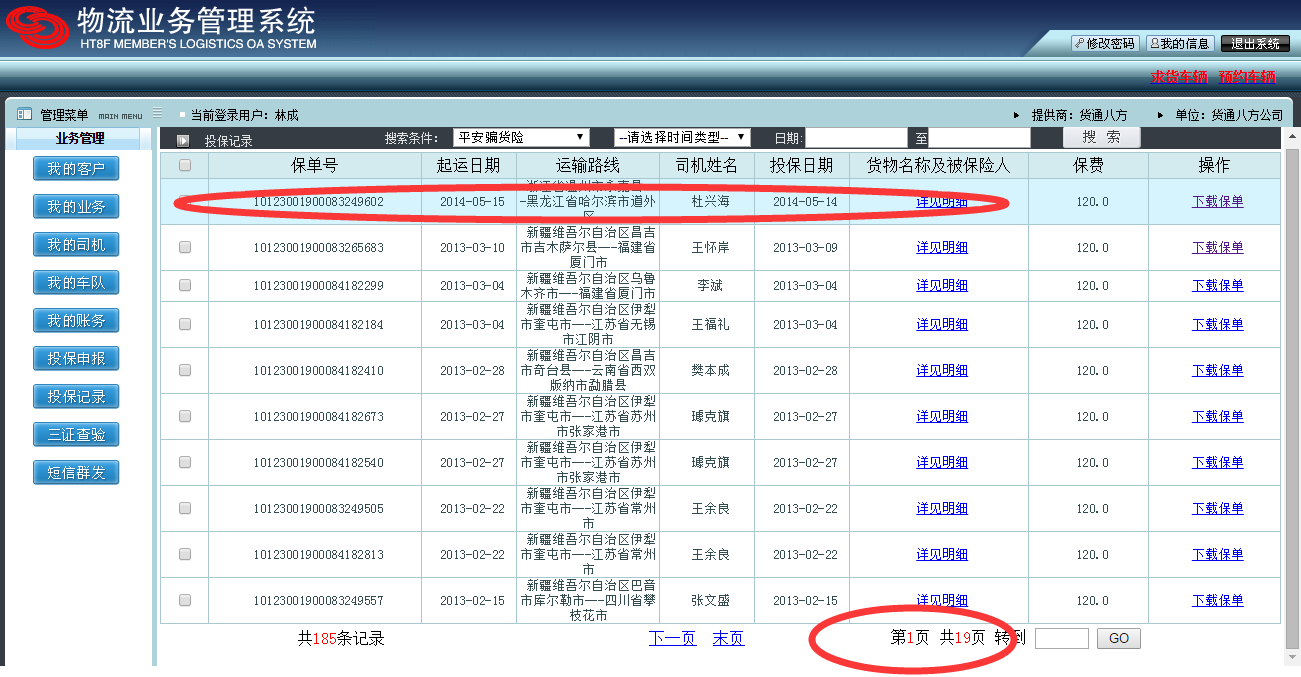 物流业务管理系统
HT8F MEMBER'S LOGISTICS OA SYSTEM
修改密码 我的信息 退出系统
求货车辆 预约车辆
管理菜单 MAIN MENU 当前登录用户：林成 提供商：货通八方 单位：货通八方公司
业务管理
我的客户
我的业务
我的司机
我的车队
我的账务
投保申报
投保记录
三证查验
短信群发
投保记录 搜索条件： 平安骗货险 --请选择时间类型-- 日期: 至 搜 索
保单号 起运日期 运输路线 司机姓名 投保日期 货物名称及被保险人 保费 操作
浙江省温州市永嘉县
1012300190008324960​2 2014-05-15 -黑龙江省哈尔滨市道外 杜兴海 2014-05-14 详见明细 120.0 下载保单
区
新疆维吾尔自治区昌吉
10123001900083265683 2013-03-10 市吉木萨尔县---福建省 王怀岸 2013-03-09 详见明细 120.0 下载保单
厦门市
新疆维吾尔自治区乌鲁
10123001900084182299 2013-03-04 木齐市---福建省厦门市 李斌 2013-03-04 详见明细 120.0 下载保单
新疆维吾尔自治区伊犁
10123001900084182184 2013-03-04 市奎屯市---江苏省无锡 王福礼 2013-03-04 详见明细 120.0 下载保单
市江阴市
新疆维吾尔自治区昌吉
10123001900084182410 2013-02-28 市奇台县---云南省西双 樊本成 2013-02-28 详见明细 120.0 下载保单
版纳市勐腊县
新疆维吾尔自治区伊犁
10123001900084182673 2013-02-27 市奎屯市---江苏省苏州 璩克旗 2013-02-27 详见明细 120.0 下载保单
市张家港市
新疆维吾尔自治区伊犁
10123001900084182540 2013-02-27 市奎屯市---江苏省苏州 璩克旗 2013-02-27 详见明细 120.0 下载保单
市张家港市
新疆维吾尔自治区伊犁
10123001900083249505 2013-02-22 市奎屯市---江苏省常州 王余良 2013-02-22 详见明细 120.0 下载保单
市
新疆维吾尔自治区伊犁
10123001900084182813 2013-02-22 市奎屯市---江苏省常州 王余良 2013-02-22 详见明细 120.0 下载保单
市
新疆维吾尔自治区巴音
10123001900083249557 2013-02-15 市库尔勒市---四川省攀 张文盛 2013-02-15 详见明细 120.0 下载保单
枝花市
共185条记录 下一页 末页 第1页 共19页 转到 GO